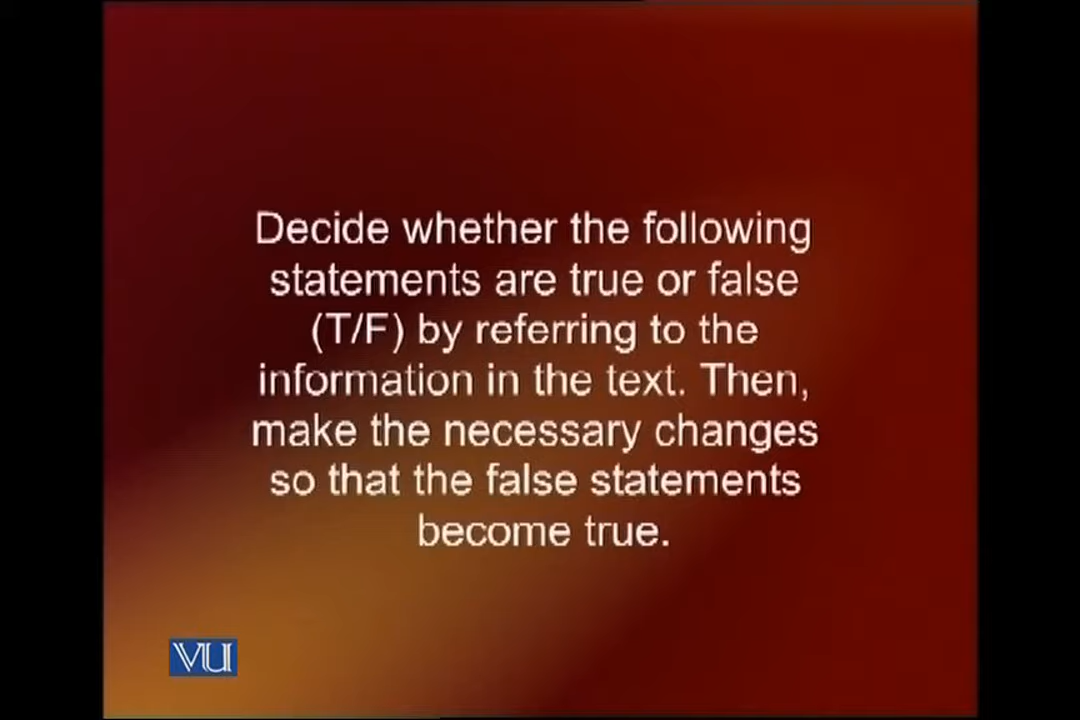 Decide whether the following
statements are true or false
(T/F) by referring to the
information in the text. Then,
make the necessary changes
so that the false statements
become true.
VU